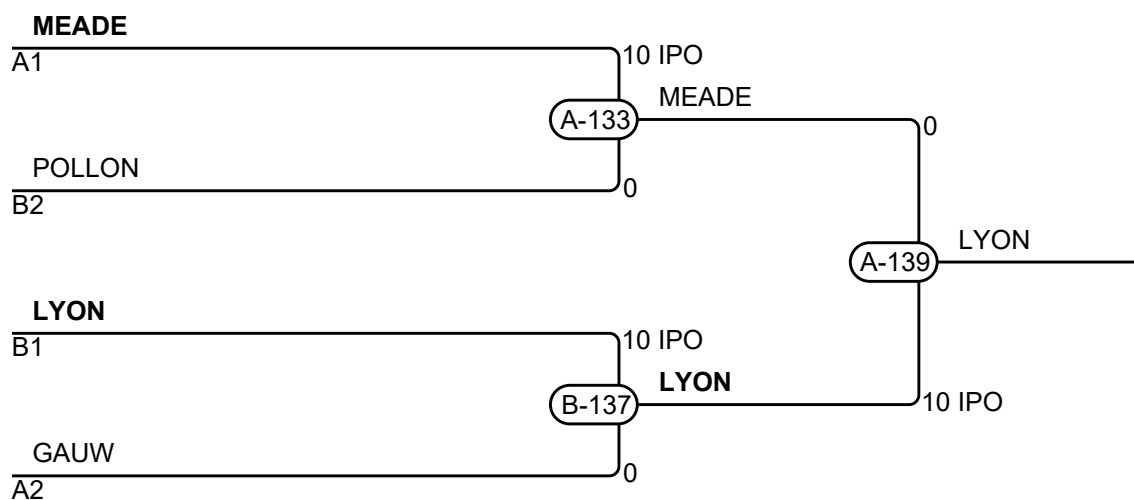 MEADE
A1
10 IPO
A-133
MEADE
0
POLLON
B2
0
A-139
LYON
LYON
B1
10 IPO
B-137
LYON
10 IPO
GAUW
A2
0